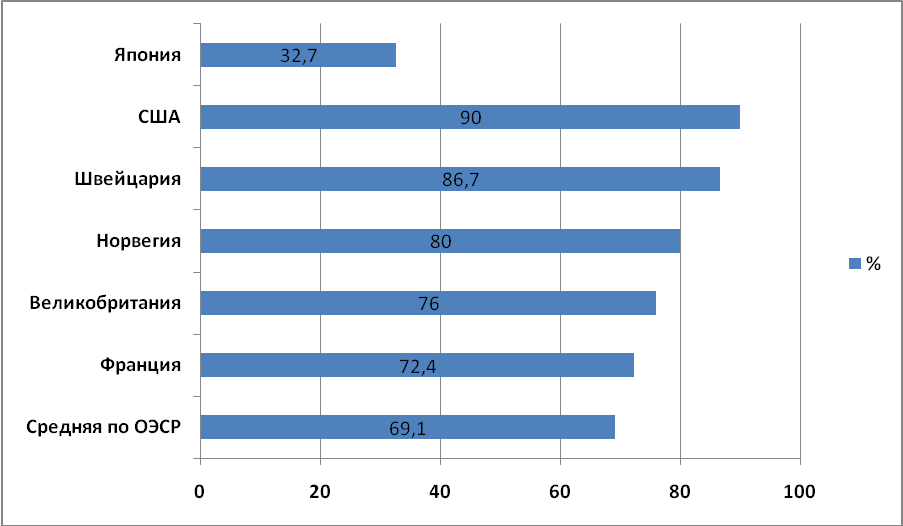 Япония
32,7
США
90
Швейцария
86,7
Норвегия
80
Великобритания
76
Франция
72,4
Средняя по ОЭСР
69,1
0 20 40 60 80 100
%